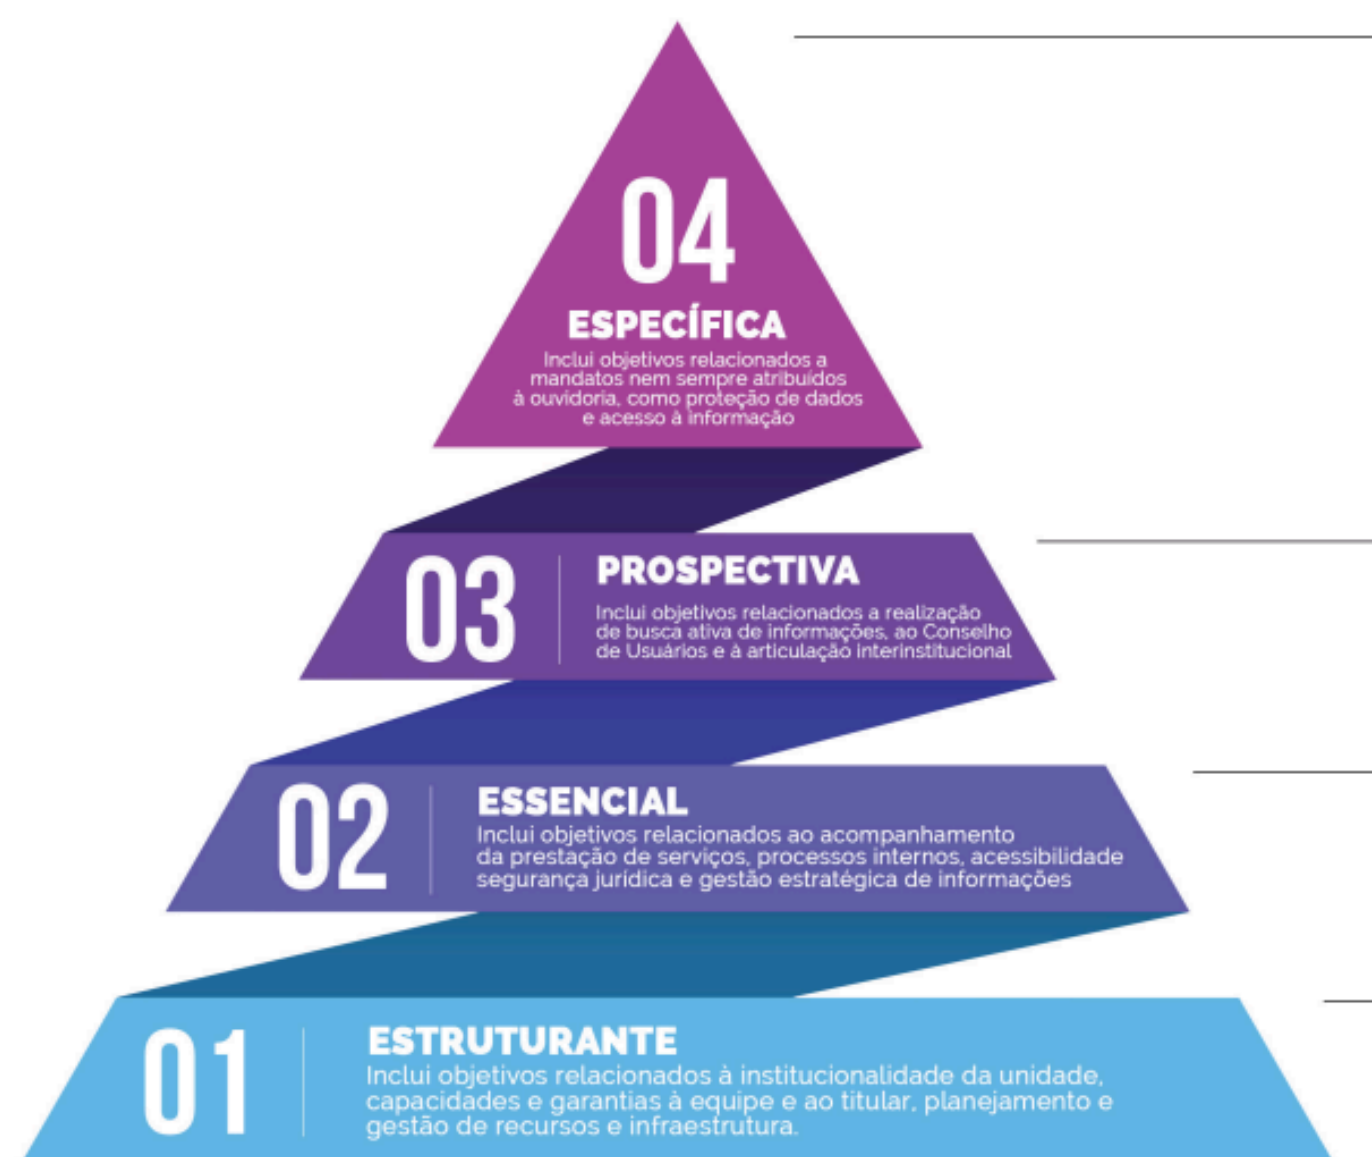 04
ESPECÍFICA
Inclui objetivos relacionados a
mandatos nem sempre atribuídos
à ouvidoria, como proteção de dados
e acesso à informação
03
PROSPECTIVA
Inclui objetivos relacionados a realização
de busca ativa de informações, ao Conselho
de Usuários e à articulação interinstitucional
02
ESSENCIAL
Inclui objetivos relacionados ao acompanhamento
da prestação de serviços, processos internos, acessibilidade
segurança jurídica e gestão estratégica de informações
01
ESTRUTURANTE
Inclui objetivos relacionados à institucionalidade da unidade,
capacidades e garantias à equipe e ao titular, planejamento e
gestão de recursos e infraestrutura.